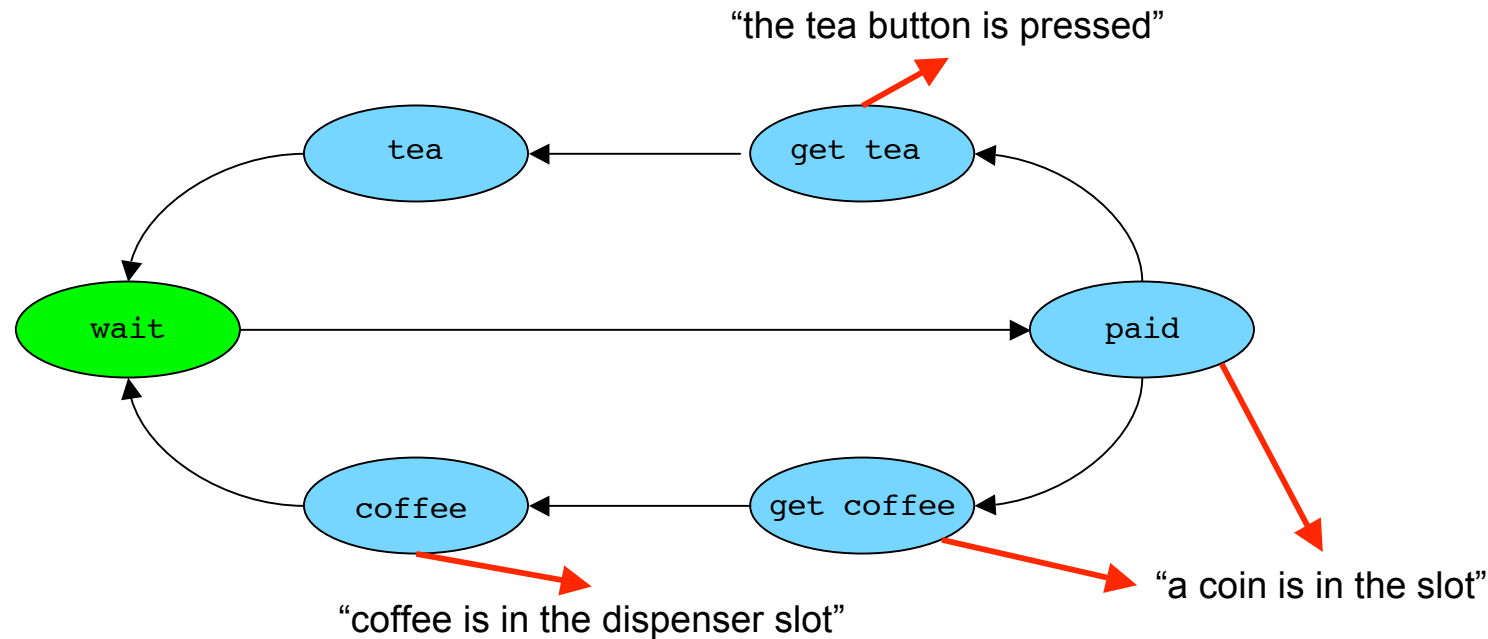 “the tea button is pressed”
tea
get tea
wait
paid
coffee
get coffee
“a coin is in the slot”
“coffee is in the dispenser slot”